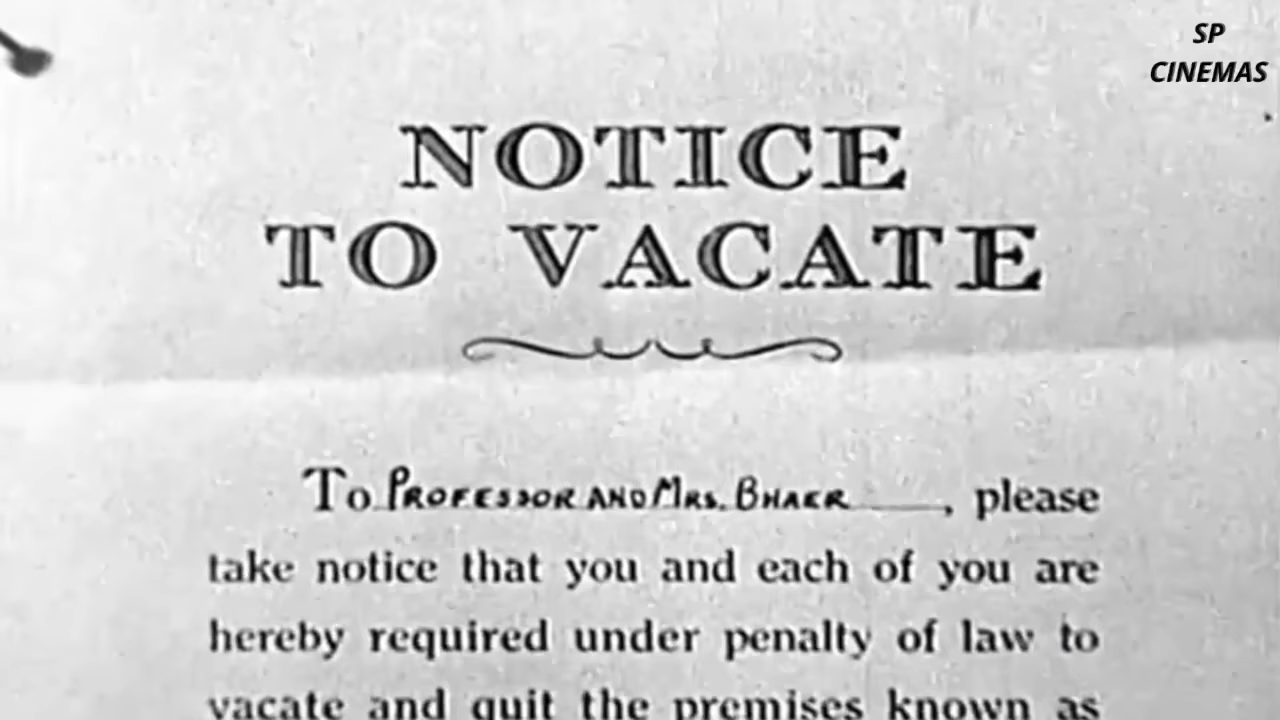 SP
CINEMAS
NOTICE
TO VACATE
To PROFESSOR AND MRS. BHAER, please
take notice that you and each of you are
hereby required under penalty of law to
vacate and quit the premises known as